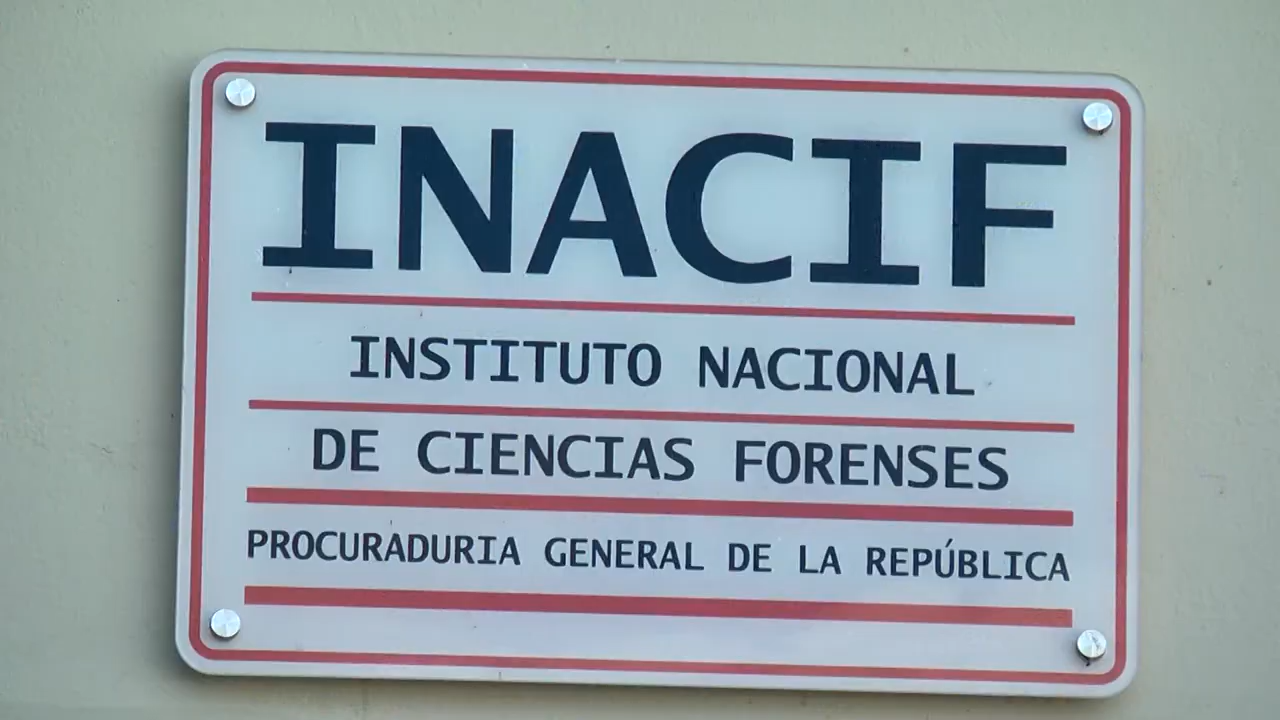 INACIF
INSTITUTO NACIONAL
DE CIENCIAS FORENSES
PROCURADURIA GENERAL DE LA REPÚBLICA